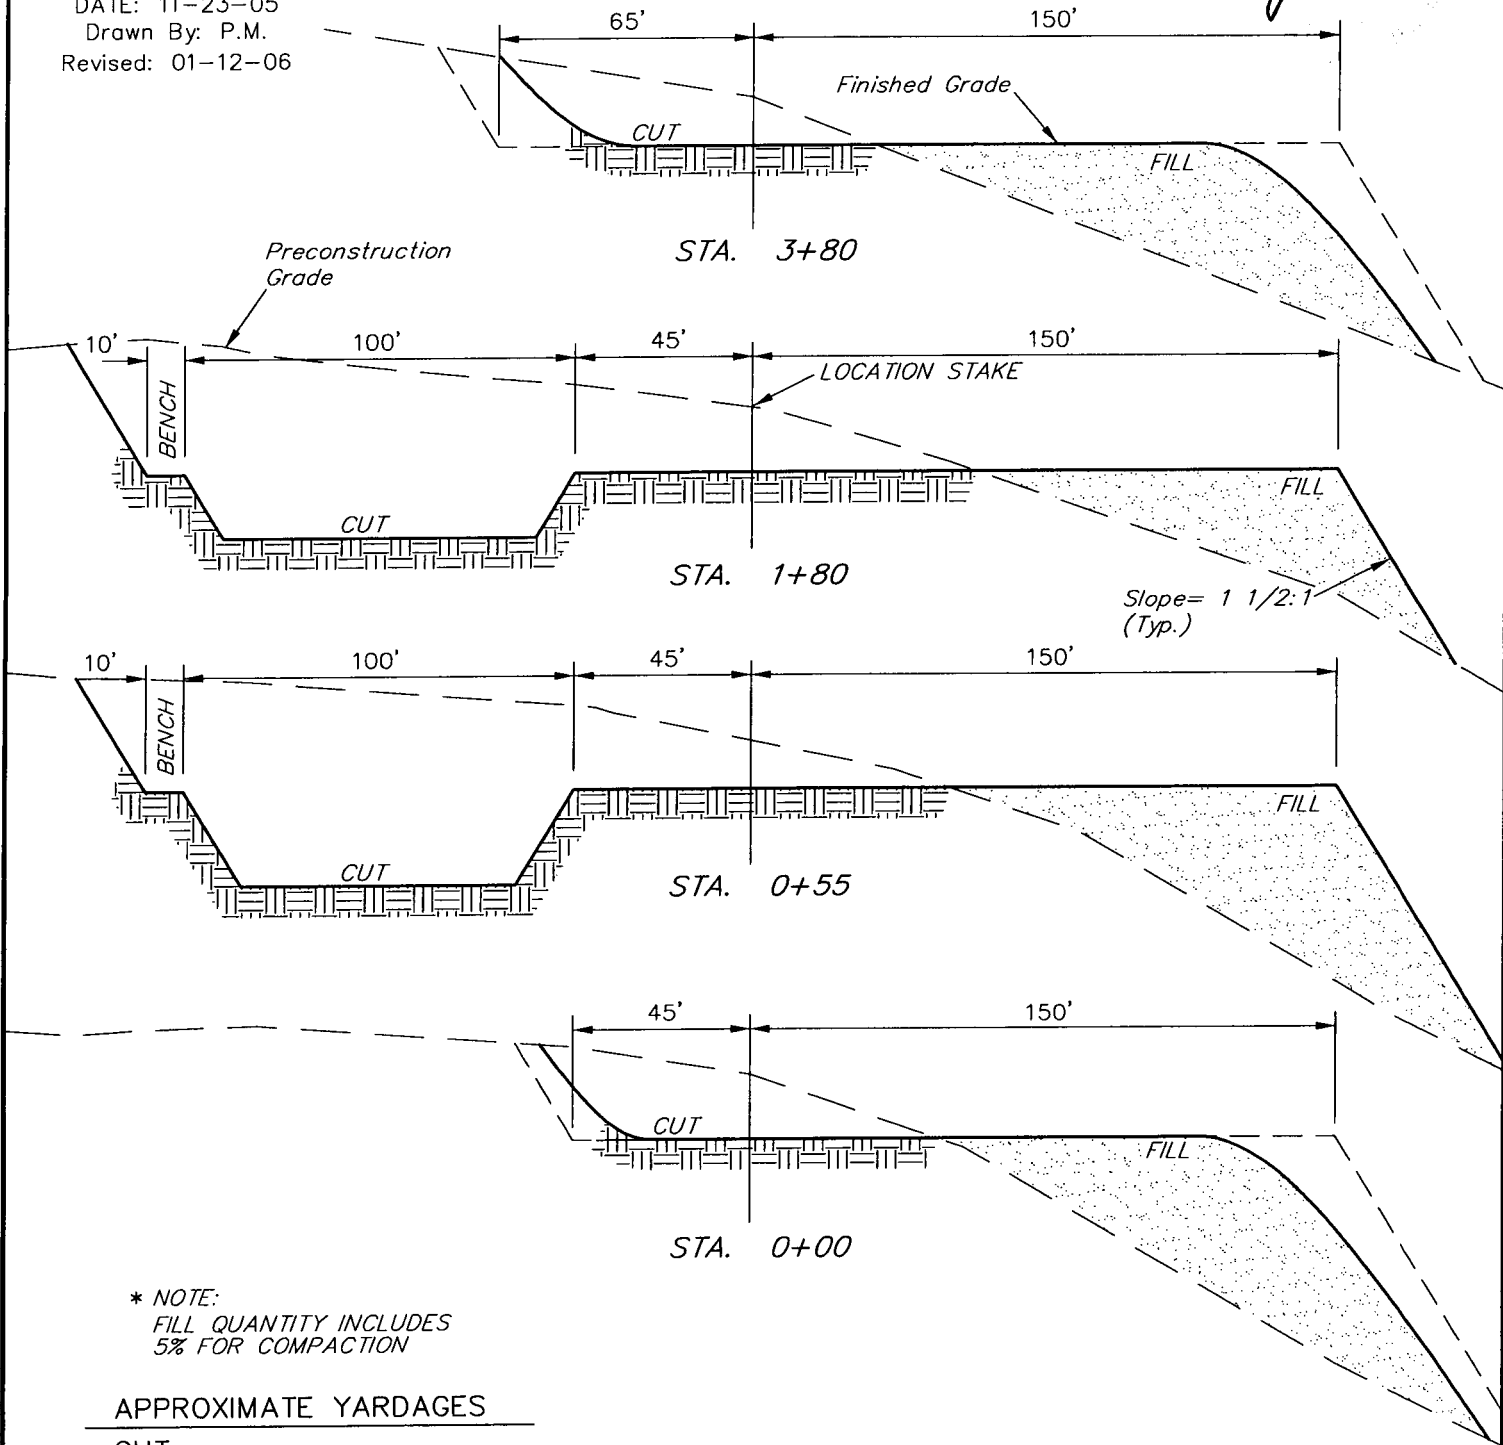 DATE: 11-23-05
Drawn By: P.M.
Revised: 01-12-06
65'
150'
Finished Grade
CUT
FILL
STA. 3+80
Preconstruction
Grade
10'
100'
45'
150'
BENCH
LOCATION STAKE
CUT
FILL
STA. 1+80
Slope= 1 1/2:1
(Typ.)
10'
100'
45'
150'
BENCH
CUT
FILL
STA. 0+55
45'
150'
CUT
FILL
STA. 0+00
* NOTE:
FILL QUANTITY INCLUDES
5% FOR COMPACTION
APPROXIMATE YARDAGES
CUT